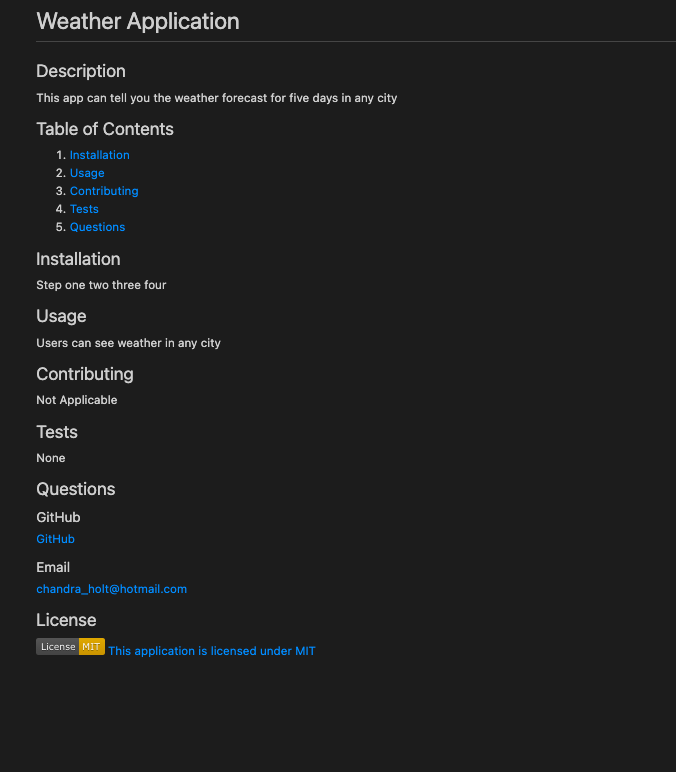 Weather Application
Description
This app can tell you the weather forecast for five days in any city
Table of Contents
1. Installation
2. Usage
3. Contributing
4. Tests
5. Questions
Installation
Step one two three four
Usage
Users can see weather in any city
Contributing
Not Applicable
Tests
None
Questions
GitHub
GitHub
Email
chandra_holt@hotmail.com
License
License MIT This application is licensed under MIT